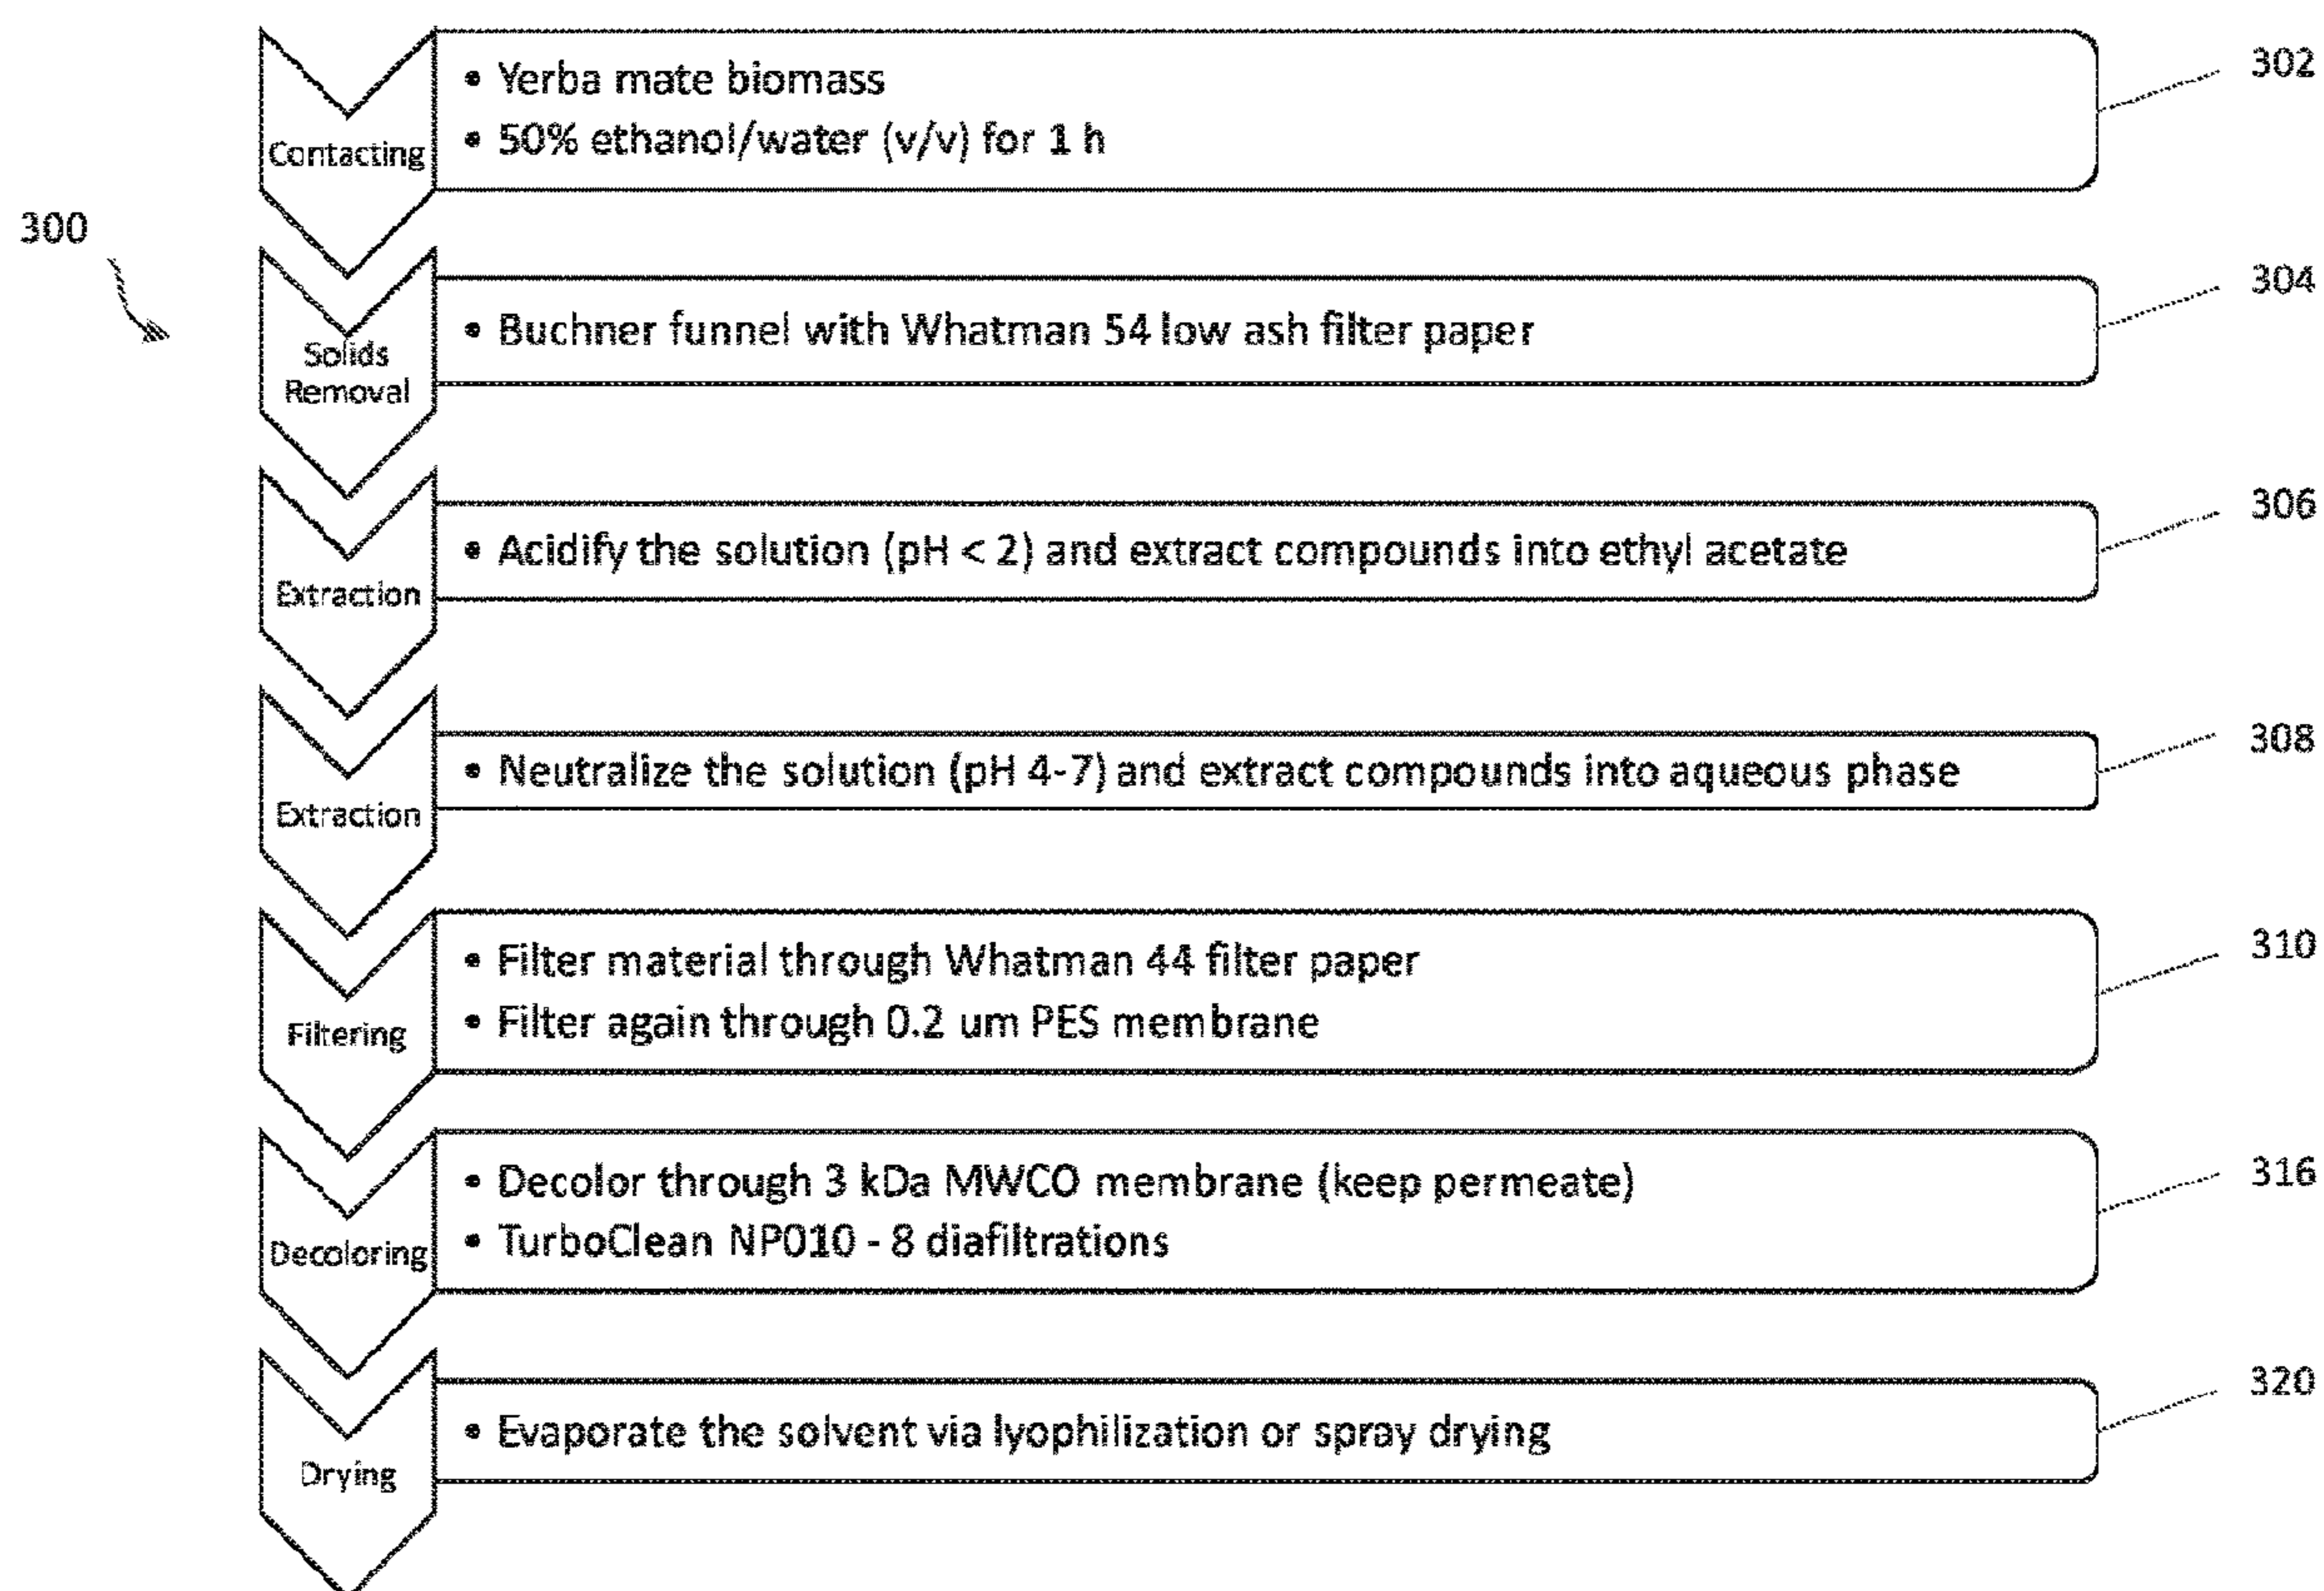 302
• Yerba mate biomass
• 50% ethanol/water (v/v) for 1 h
Contacting
300
304
• Buchner funnel with Whatman 54 low ash filter paper
Solids
Removal
306
• Acidify the solution (pH < 2) and extract compounds into ethyl acetate
Extraction
308
• Neutralize the solution (pH 4-7) and extract compounds into aqueous phase
Extraction
310
• Filter material through Whatman 44 filter paper
• Filter again through 0.2 um PES membrane
Filtering
316
• Decolor through 3 kDa MWCO membrane (keep permeate)
• TurboClean NP010 - 8 diafiltrations
Decoloring
320
• Evaporate the solvent via lyophilization or spray drying
Drying